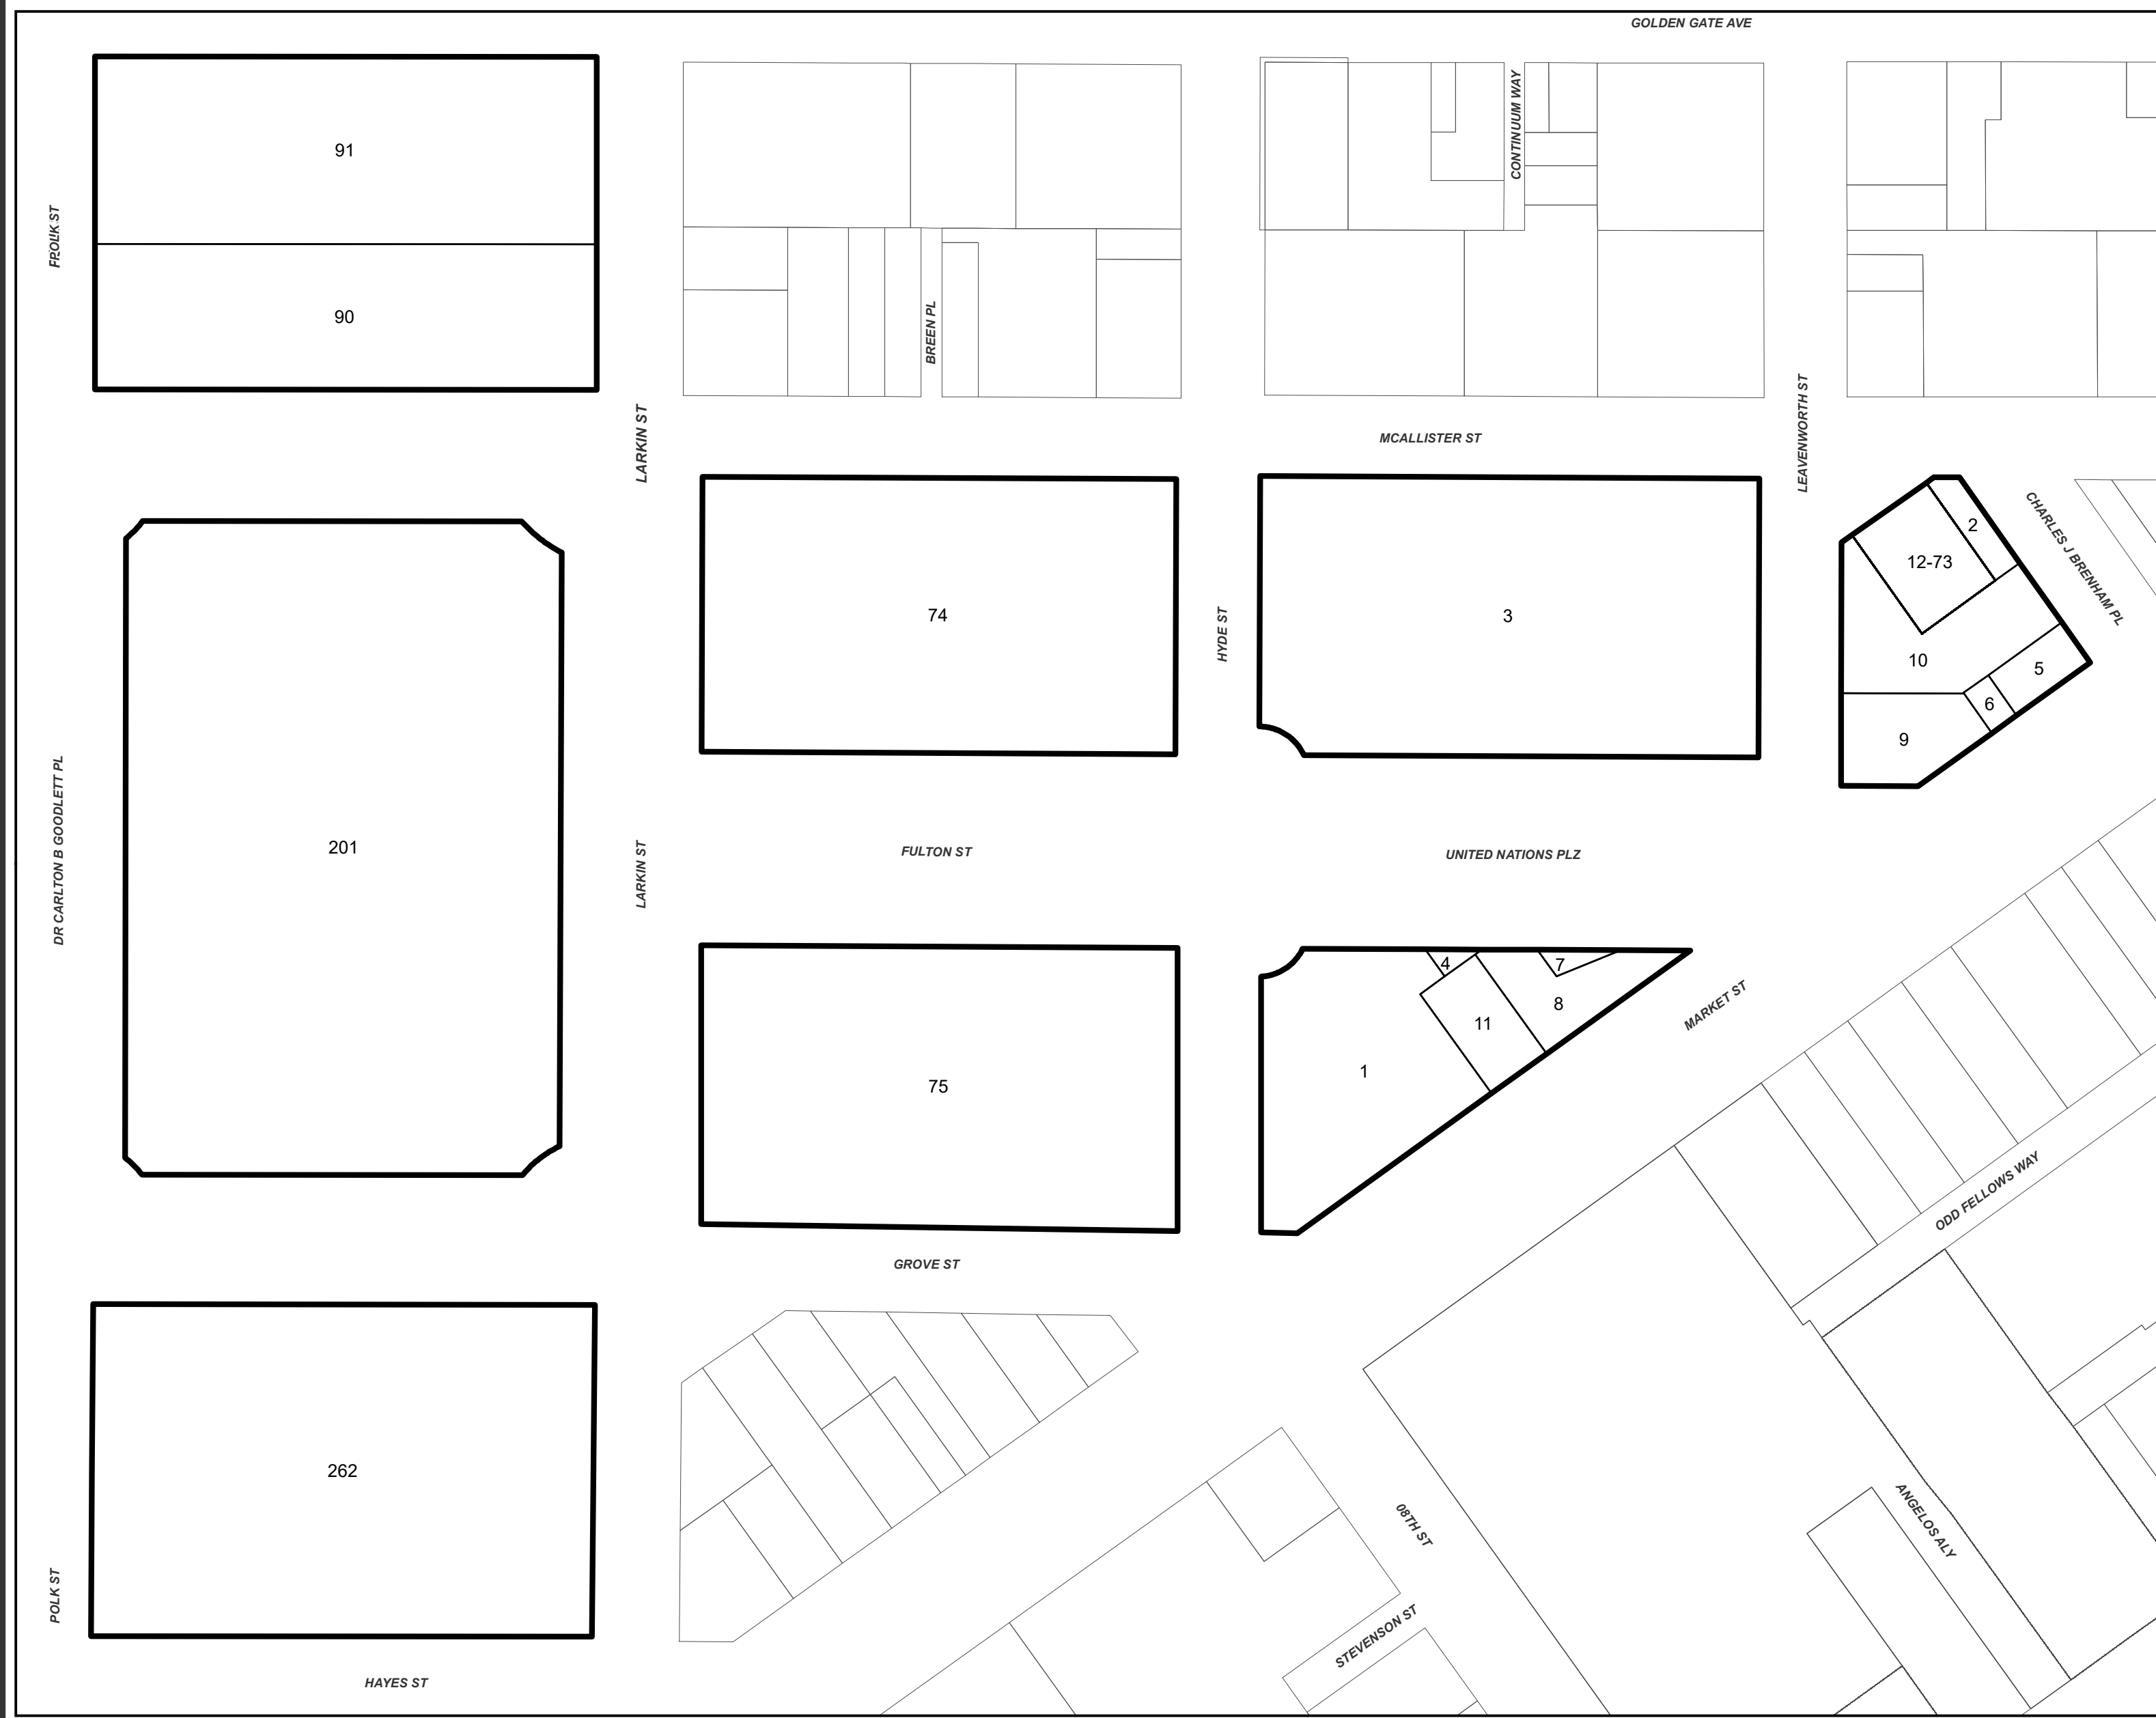 GOLDEN GATE AVE
91
CONTINUUM WAY
90
BREEN PL
LARKIN ST
MCALLISTER ST
LEAVENWORTH ST
CHARLES J BRENHAM PL
2
12-73
74
HYDE ST
3
10
5
6
9
DR CARLTON B GOODLETT PL
201
LARKIN ST
FULTON ST
UNITED NATIONS PLZ
4
7
8
11
MARKET ST
1
75
ODD FELLOWS WAY
GROVE ST
262
08TH ST
ANGELOS ALY
POLK ST
STEVENSON ST
HAYES ST